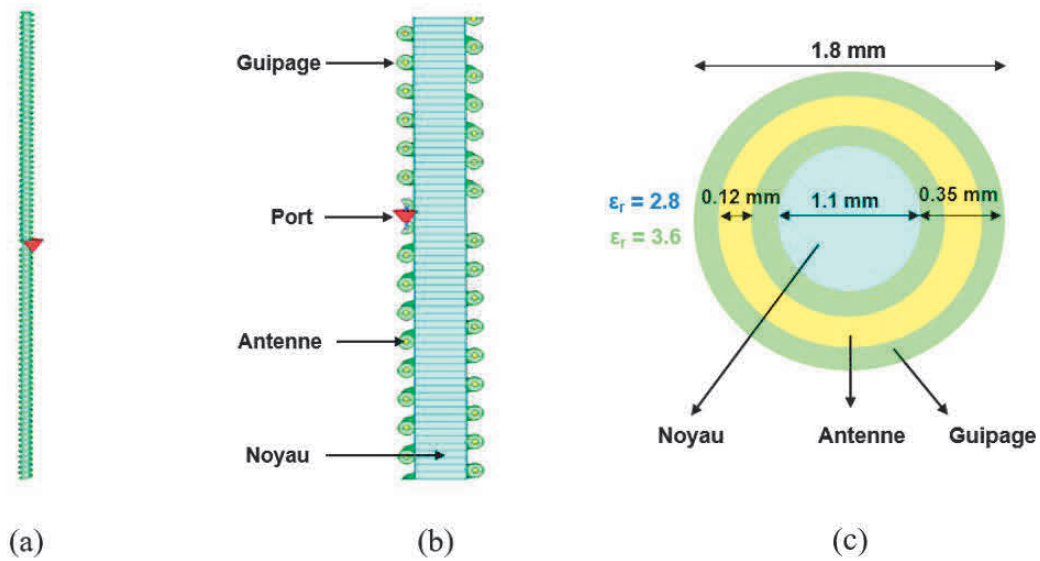 Guipage
Port
Antenne
Noyau
1.8 mm
εr = 2.8
εr = 3.6
0.12 mm
1.1 mm
0.35 mm
Noyau
Antenne
Guipage
(a)
(b)
(c)